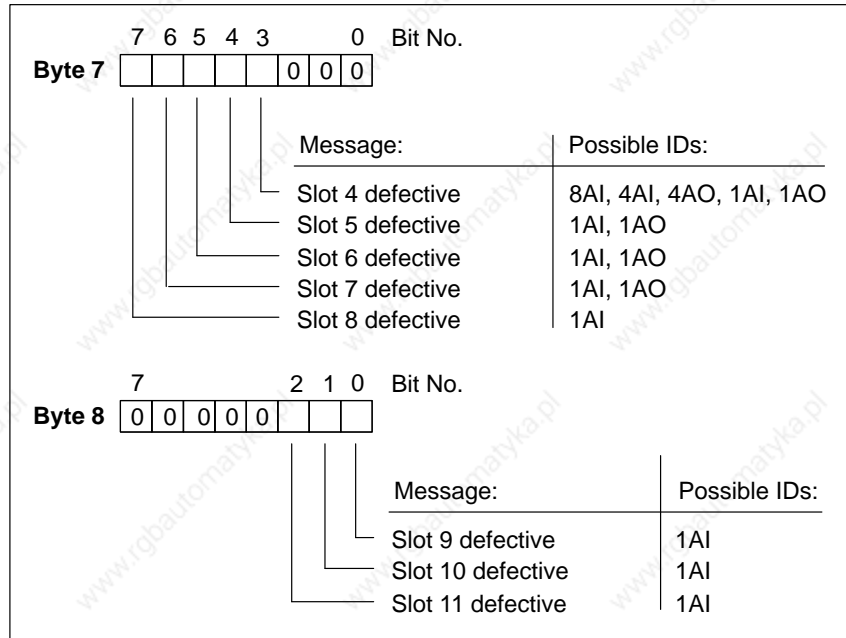 7 6 5 4 3 0 Bit No.
Byte 7 0 0 0
Message: Possible IDs:
Slot 4 defective 8AI, 4AI, 4AO, 1AI, 1AO
Slot 5 defective 1AI, 1AO
Slot 6 defective 1AI, 1AO
Slot 7 defective 1AI, 1AO
Slot 8 defective 1AI
7 2 1 0 Bit No.
Byte 8 0 0 0 0 0
Message: Possible IDs:
Slot 9 defective 1AI
Slot 10 defective 1AI
Slot 11 defective 1AI
www.rgbautomatyka.pl